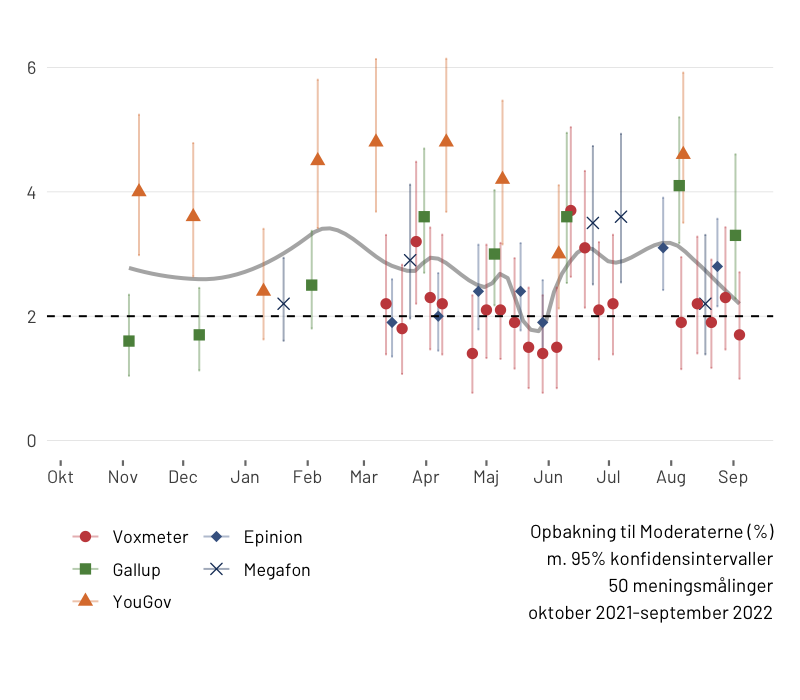 6
4
2
0
Okt Nov Dec Jan Feb Mar Apr Maj Jun Jul Aug Sep
Voxmeter Epinion
Gallup Megafon
YouGov
Opbakning til Moderaterne (%)
m. 95% konfidensintervaller
50 meningsmålinger
oktober 2021-september 2022